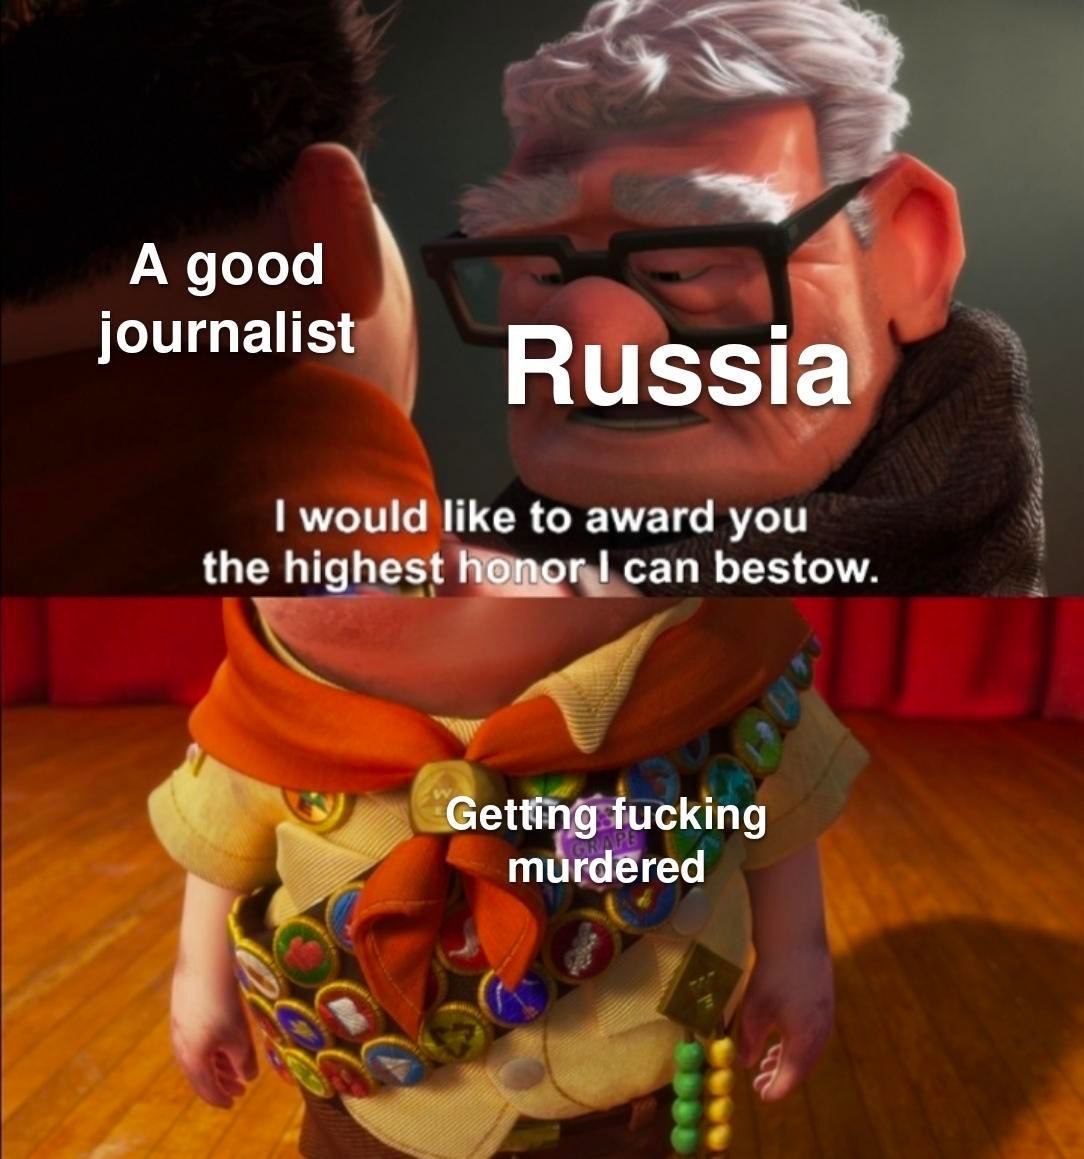 A good
journalist
Russia
I would like to award you
the highest honor I can bestow.
Getting fucking
murdered
GRAPE